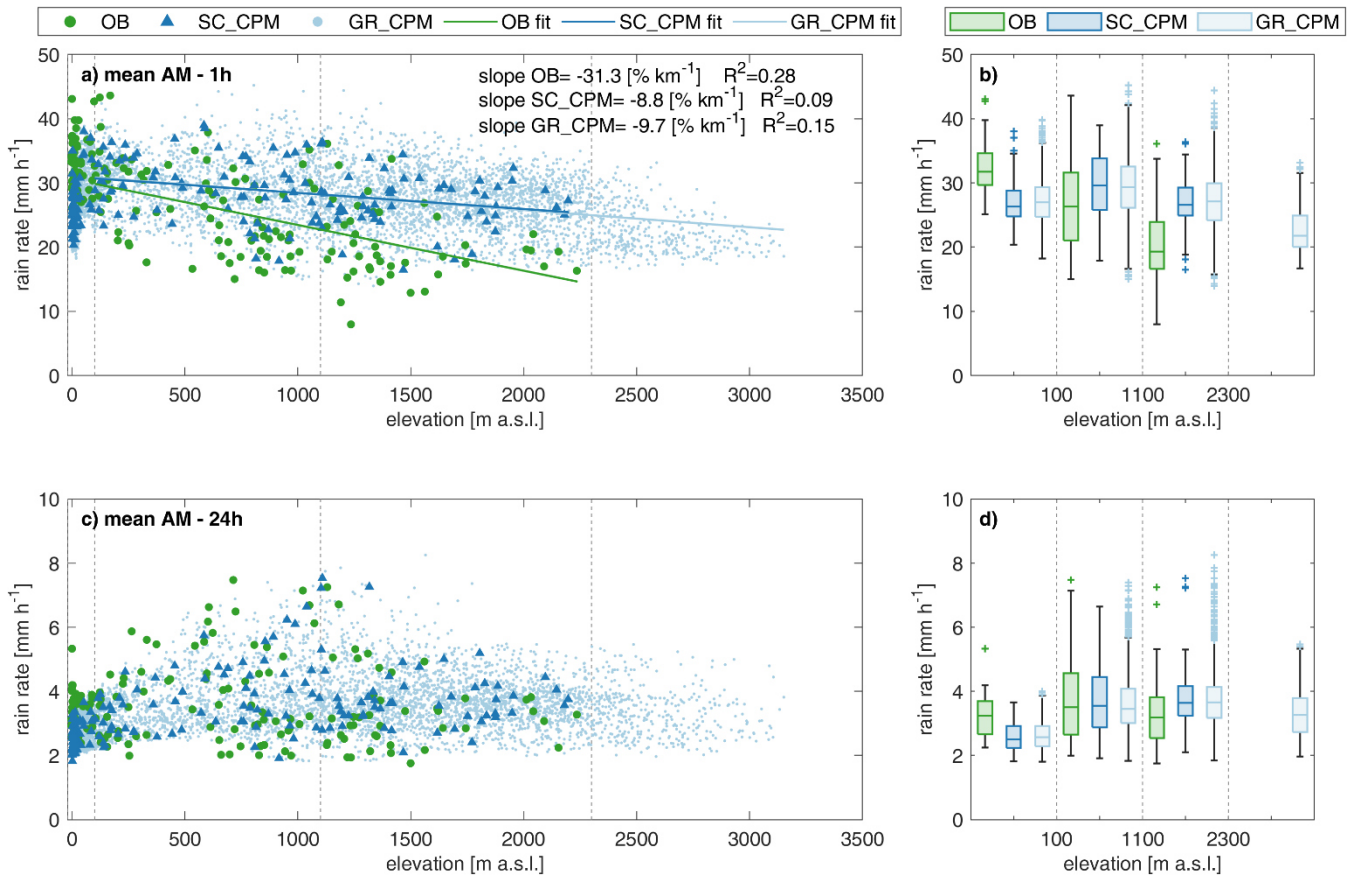 OB SC_CPM GR_CPM OB fit SC_CPM fit GR_CPM fit
OB SC_CPM GR_CPM
a) mean AM - 1h
slope OB= -31.3 [% km⁻¹] R²=0.28
slope SC_CPM= -8.8 [% km⁻¹] R²=0.09
slope GR_CPM= -9.7 [% km⁻¹] R²=0.15
50
40
30
20
10
0
rain rate [mm h⁻¹]
0 500 1000 1500 2000 2500 3000 3500
elevation [m a.s.l.]
b)
50
40
30
20
10
0
rain rate [mm h⁻¹]
100 1100 2300
elevation [m a.s.l.]
c) mean AM - 24h
10
8
6
4
2
0
rain rate [mm h⁻¹]
0 500 1000 1500 2000 2500 3000 3500
elevation [m a.s.l.]
d)
10
8
6
4
2
0
rain rate [mm h⁻¹]
100 1100 2300
elevation [m a.s.l.]